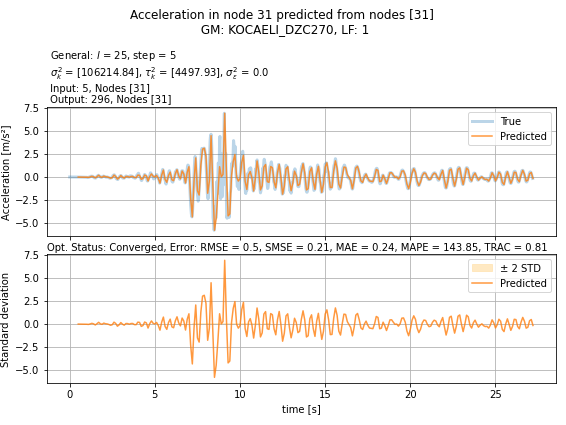 Acceleration in node 31 predicted from nodes [31]
GM: KOCAELI_DZC270, LF: 1
General: l = 25, step = 5
σ²ₖ = [106214.84], τ²ₖ = [4497.93], σ²ε = 0.0
Input: 5, Nodes [31]
Output: 296, Nodes [31]
7.5
5.0
2.5
0.0
−2.5
−5.0
Acceleration [m/s²]
True
Predicted
Opt. Status: Converged, Error: RMSE = 0.5, SMSE = 0.21, MAE = 0.24, MAPE = 143.85, TRAC = 0.81
7.5
5.0
2.5
0.0
−2.5
−5.0
Standard deviation
± 2 STD
Predicted
0 5 10 15 20 25
time [s]